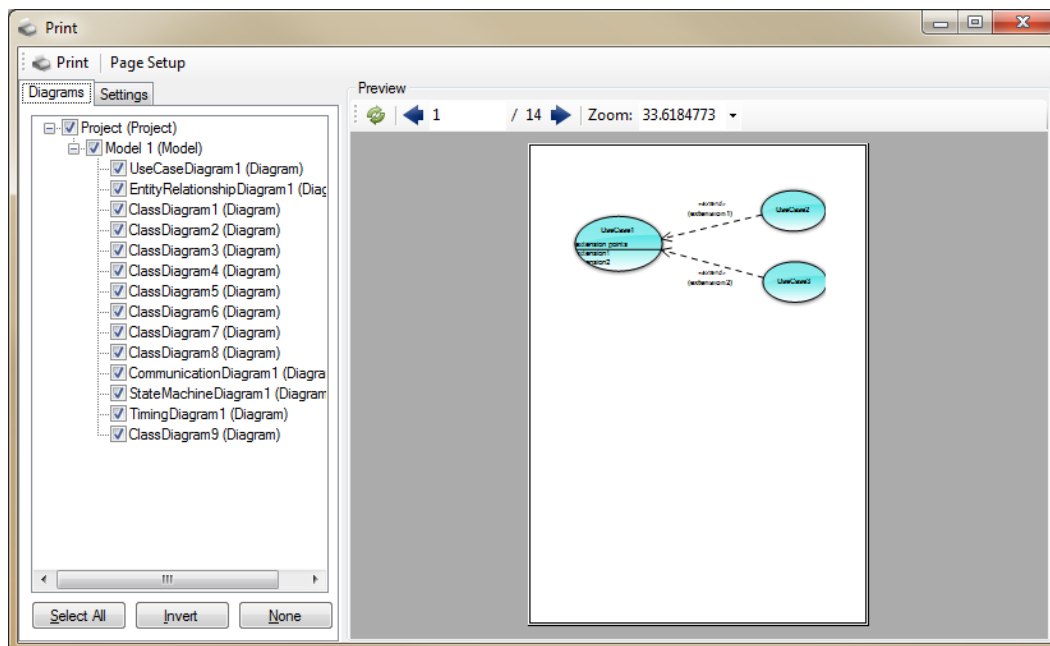 Print
Print Page Setup
Diagrams Settings
Project (Project)
Model 1 (Model)
UseCaseDiagram1 (Diagram)
EntityRelationshipDiagram1 (Diag
ClassDiagram1 (Diagram)
ClassDiagram2 (Diagram)
ClassDiagram3 (Diagram)
ClassDiagram4 (Diagram)
ClassDiagram5 (Diagram)
ClassDiagram6 (Diagram)
ClassDiagram7 (Diagram)
ClassDiagram8 (Diagram)
CommunicationDiagram1 (Diagra
StateMachineDiagram1 (Diagram
TimingDiagram1 (Diagram)
ClassDiagram9 (Diagram)
Select All Invert None
Preview
1 / 14 Zoom: 33.6184773
«extend»
(extension1)
UseCase2
UseCase1
extension points
extension1
ension2
«extend»
(extension2)
UseCase3